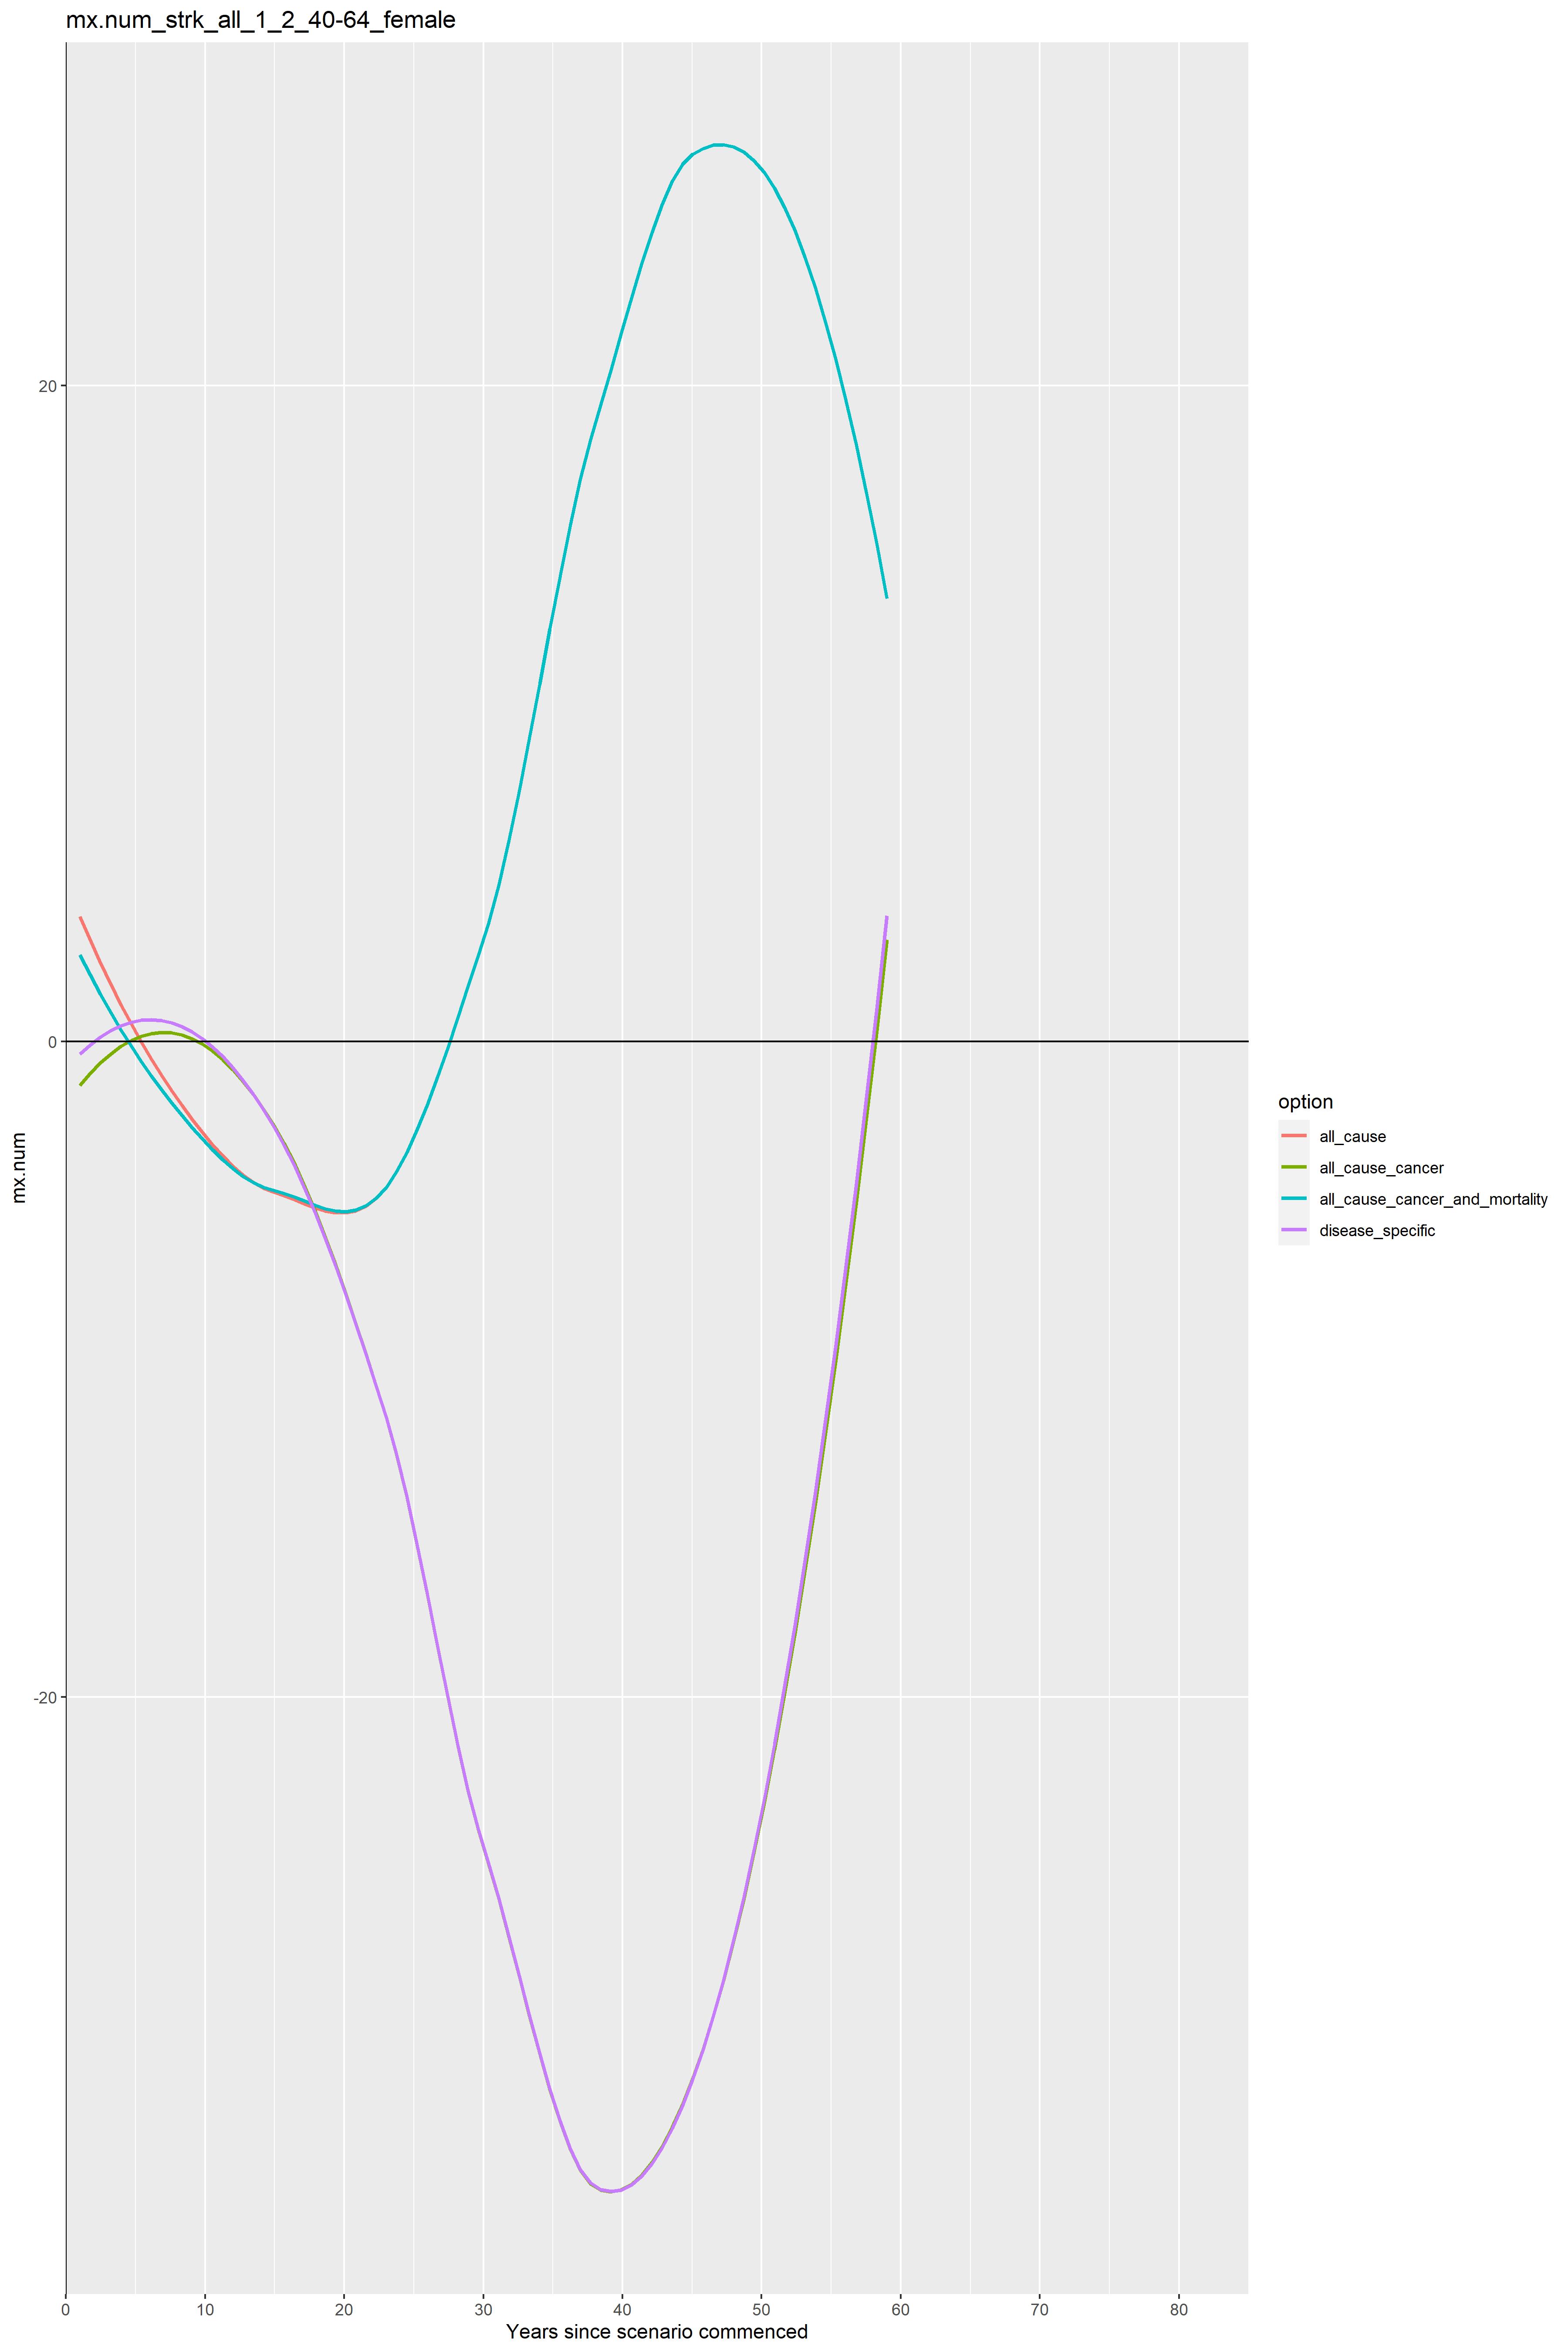 mx.num_strk_all_1_2_40-64_female
20
0
-20
mx.num
0 10 20 30 40 50 60 70 80
Years since scenario commenced
option
all_cause
all_cause_cancer
all_cause_cancer_and_mortality
disease_specific